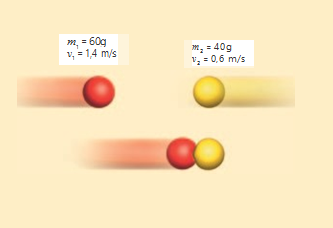 m₁ = 60g
v₁ = 1,4 m/s
m₂ = 40g
v₂ = 0,6 m/s